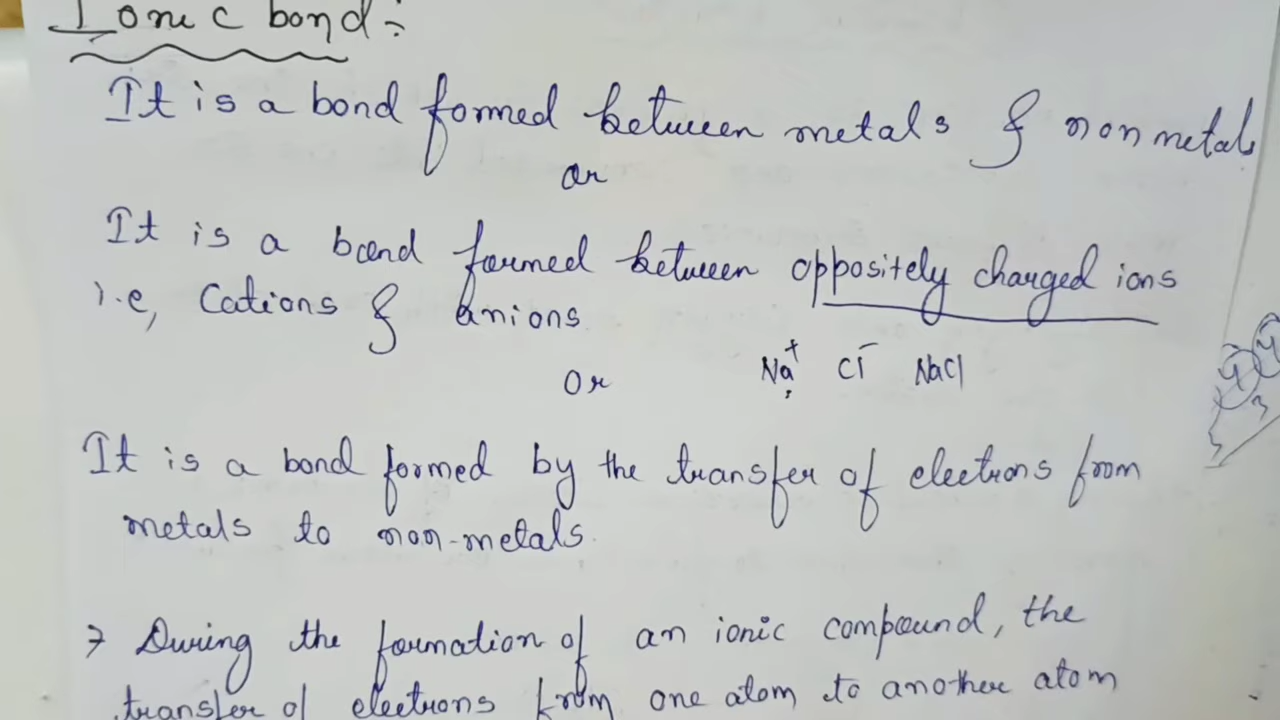 Ionic bond:
It is a bond formed between metals & nonmetals
or
It is a bond formed between oppositely charged ions
i.e, Cations & anions
Or
Na⁺ Cl⁻ NaCl
It is a bond formed by the transfer of electrons from
metals to non-metals.
→ During the formation of an ionic compound, the
transfer of electrons from one atom to another atom